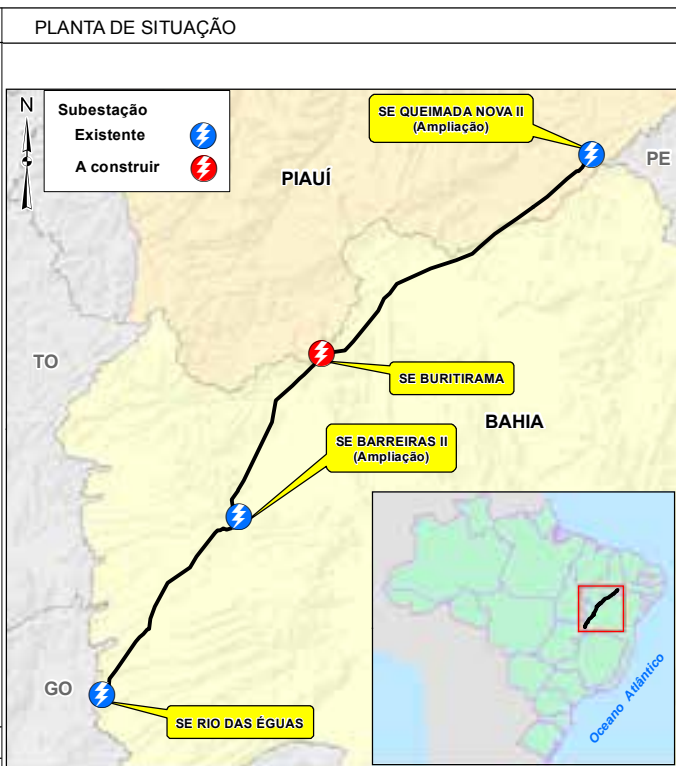 PLANTA DE SITUAÇÃO
N
Subestação
Existente
A construir
SE QUEIMADA NOVA II
(Ampliação)
PE
PIAUÍ
TO
SE BURITIRAMA
BAHIA
SE BARREIRAS II
(Ampliação)
GO
SE RIO DAS ÉGUAS
Oceano Atlântico